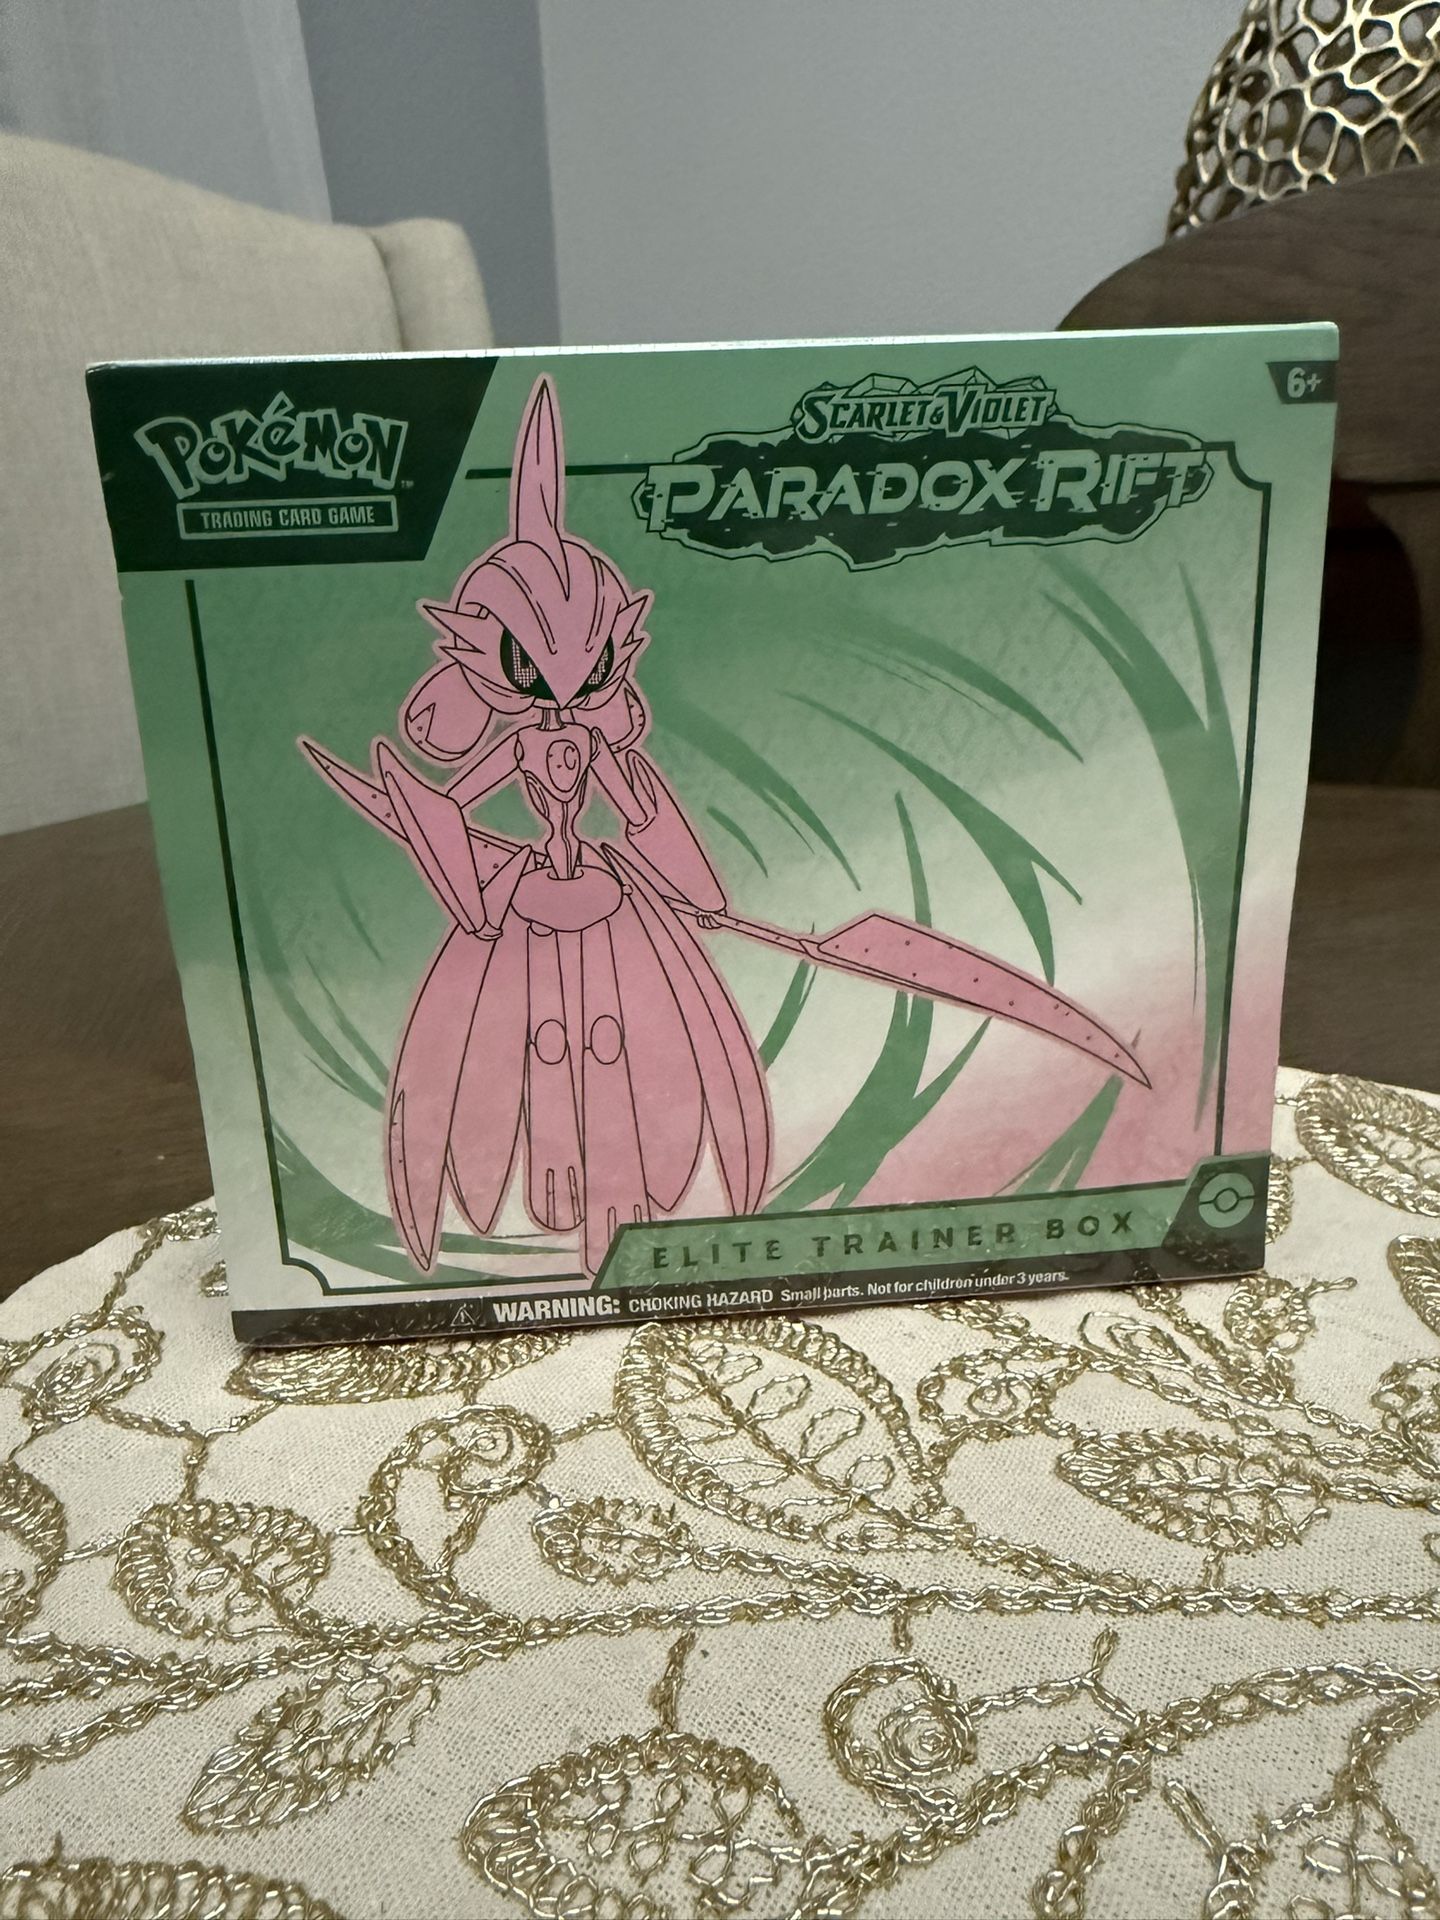 POKéMON™
TRADING CARD GAME
SCARLET & VIOLET
PARADOX RIFT
6+
ELITE TRAINER BOX
WARNING: CHOKING HAZARD Small parts. Not for children under 3 years.